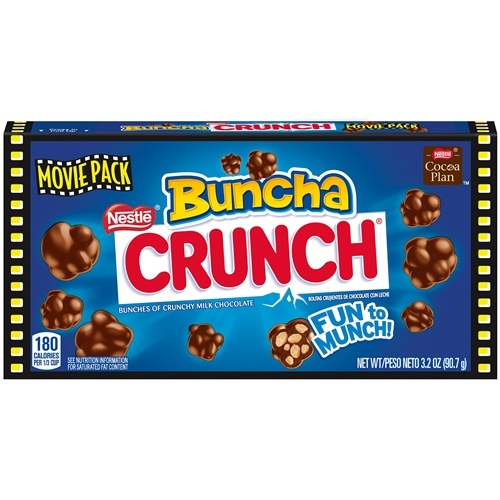 Buncha CRUNCH MOVIE PACK
MOVIE PACK
Nestlé
Cocoa
Plan
™
Nestlé
Buncha
CRUNCH®
BUNCHES OF CRUNCHY MILK CHOCOLATE
BOLITAS CRUJIENTES DE CHOCOLATE CON LECHE
FUN to
MUNCH!
180
CALORIES
PER 1/3 CUP
SEE NUTRITION INFORMATION
FOR SATURATED FAT CONTENT
NET WT/PESO NETO 3.2 OZ (90.7 g)